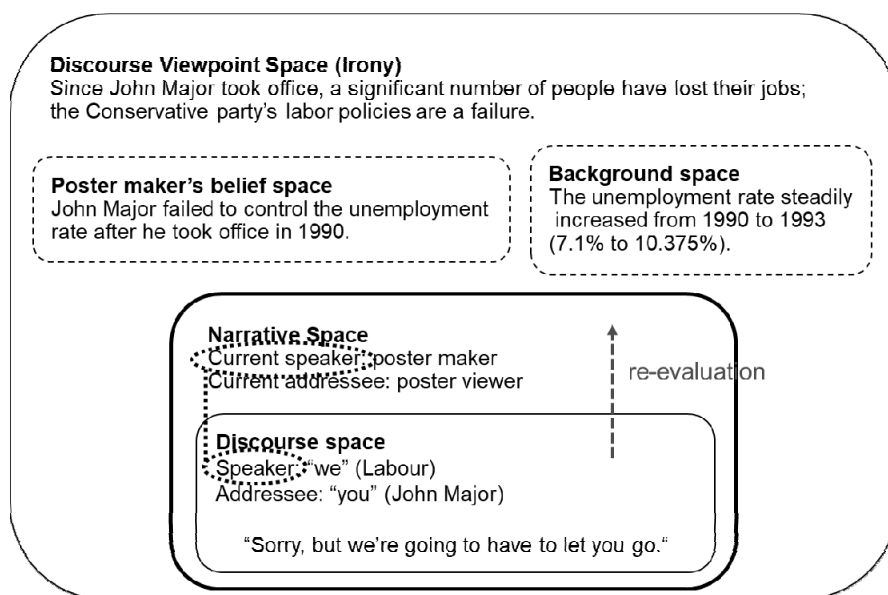 Discourse Viewpoint Space (Irony)
Since John Major took office, a significant number of people have lost their jobs;
the Conservative party's labor policies are a failure.
Poster maker's belief space
John Major failed to control the unemployment
rate after he took office in 1990.
Background space
The unemployment rate steadily
increased from 1990 to 1993
(7.1% to 10.375%).
Narrative Space
Current speaker: poster maker
Current addressee: poster viewer
re-evaluation
Discourse space
Speaker: “we” (Labour)
Addressee: “you” (John Major)
“Sorry, but we're going to have to let you go.“